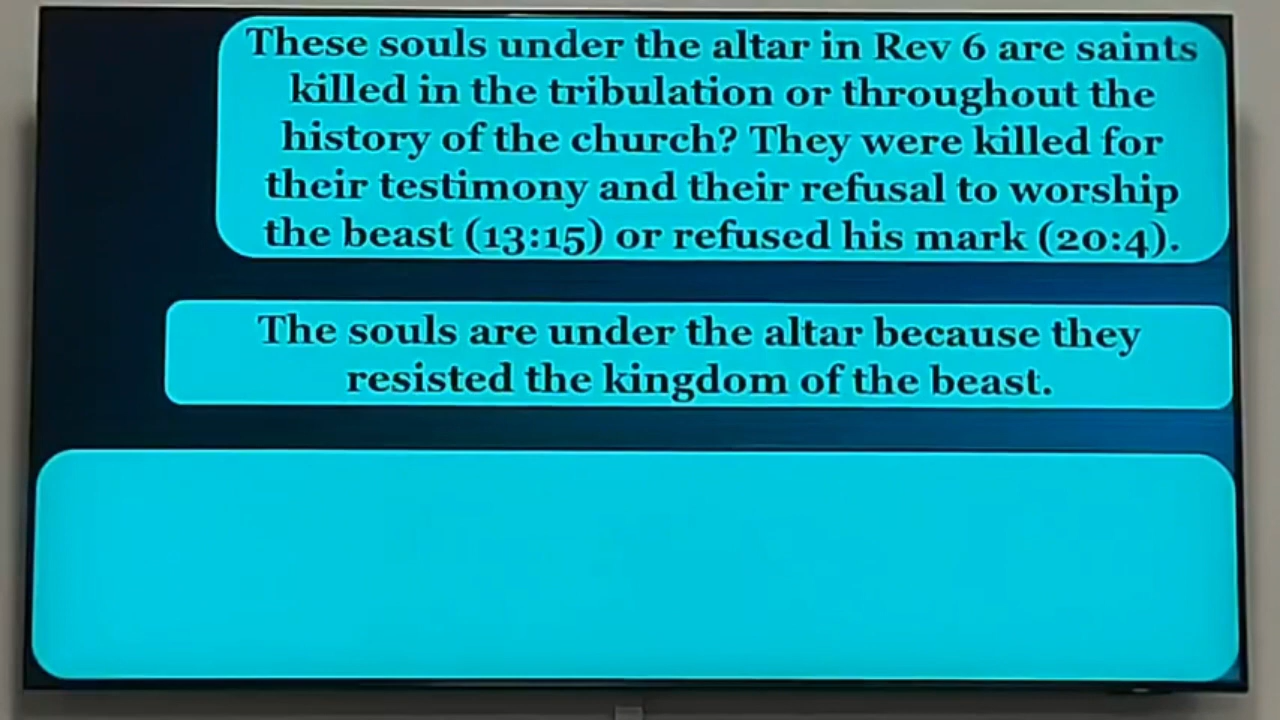 These souls under the altar in Rev 6 are saints
killed in the tribulation or throughout the
history of the church? They were killed for
their testimony and their refusal to worship
the beast (13:15) or refused his mark (20:4).
The souls are under the altar because they
resisted the kingdom of the beast.